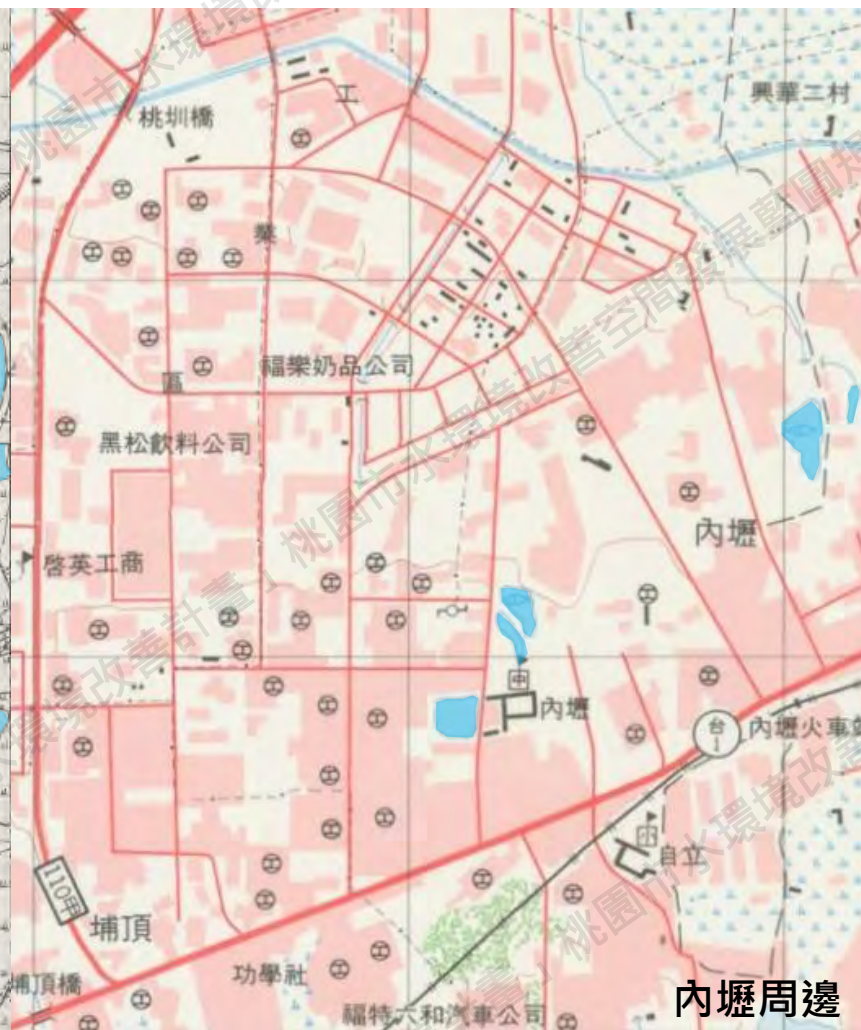 桃圳橋
工
興華二村
業
福樂奶品公司
區
黑松飲料公司
內壢
啓英工商
中
內壢
台
1
內壢火車
小
自立
110甲
埔頂
功學社
埔頂橋
福特六和汽車公司
內壢周邊
桃園市水環境改善空間發展藍圖規
桃園市水環境改善計畫